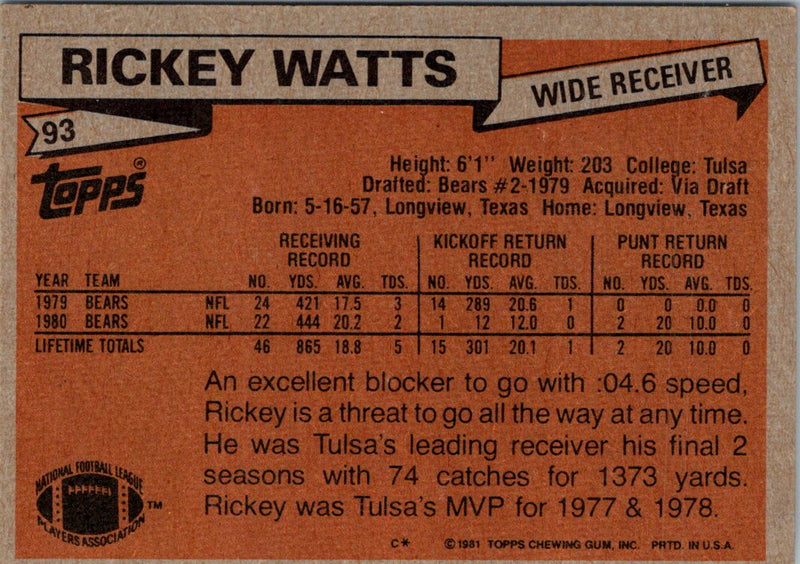 RICKEY WATTS
WIDE RECEIVER
93
Topps®
Height: 6'1'' Weight: 203 College: Tulsa
Drafted: Bears #2-1979 Acquired: Via Draft
Born: 5-16-57, Longview, Texas Home: Longview, Texas
RECEIVING RECORD KICKOFF RETURN RECORD PUNT RETURN RECORD
YEAR TEAM NO. YDS. AVG. TDS. NO. YDS. AVG. TDS. NO. YDS. AVG. TDS.
1979 BEARS NFL 24 421 17.5 3 14 289 20.6 1 0 0 0.0 0
1980 BEARS NFL 22 444 20.2 2 1 12 12.0 0 2 20 10.0 0
LIFETIME TOTALS 46 865 18.8 5 15 301 20.1 1 2 20 10.0 0
An excellent blocker to go with :04.6 speed,
Rickey is a threat to go all the way at any time.
He was Tulsa's leading receiver his final 2
seasons with 74 catches for 1373 yards.
Rickey was Tulsa's MVP for 1977 & 1978.
NATIONAL FOOTBALL LEAGUE
PLAYERS ASSOCIATION
™
C* ©1981 TOPPS CHEWING GUM, INC. PRTD. IN U.S.A.